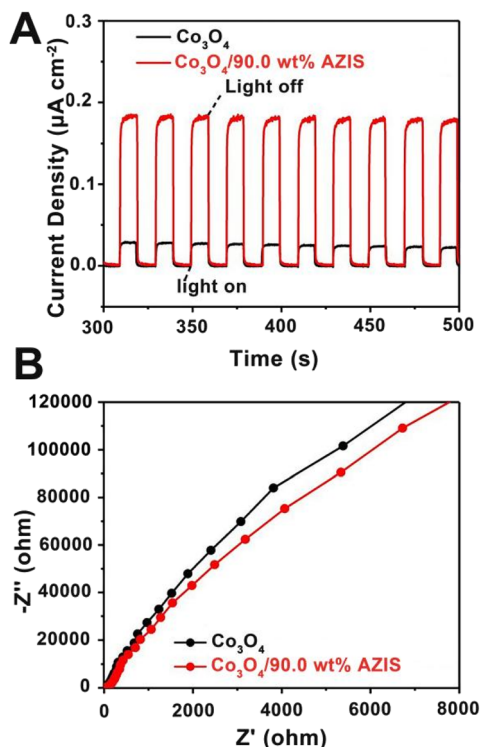 A
0.3
Co₃O₄
Co₃O₄/90.0 wt% AZIS
Light off
0.2
0.1
0.0
light on
Current Density (μA cm⁻²)
300 350 400 450 500
Time (s)
B
120000
100000
80000
60000
40000
20000
0
-Z" (ohm)
Co₃O₄
Co₃O₄/90.0 wt% AZIS
0 2000 4000 6000 8000
Z' (ohm)